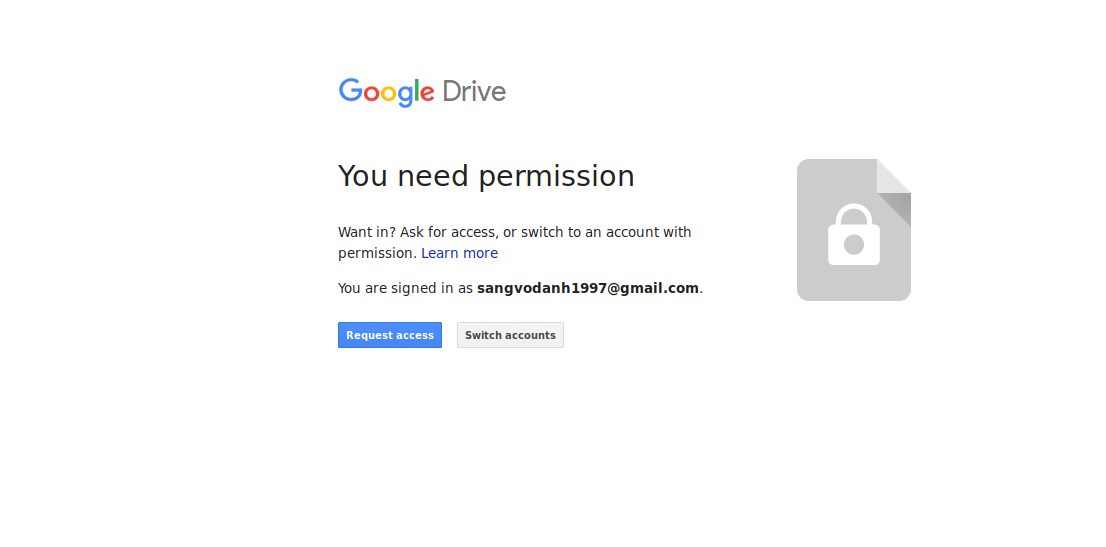 Google Drive
You need permission
Want in? Ask for access, or switch to an account with
permission. Learn more
You are signed in as sangvodanh1997@gmail.com.
Request access Switch accounts